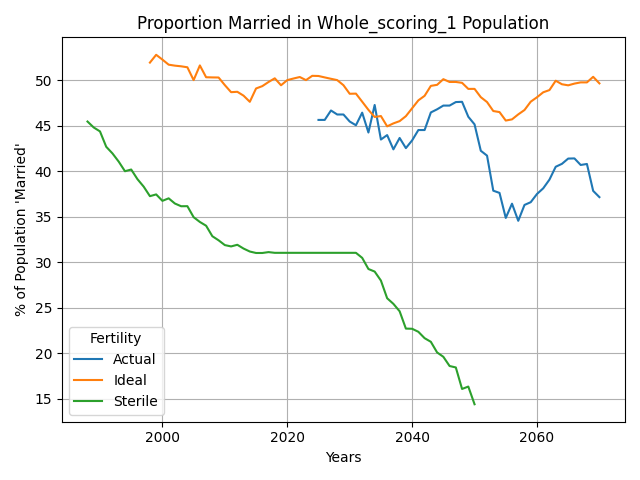 Proportion Married in Whole_scoring_1 Population
% of Population 'Married'
50
45
40
35
30
25
20
15
Fertility
Actual
Ideal
Sterile
2000 2020 2040 2060
Years